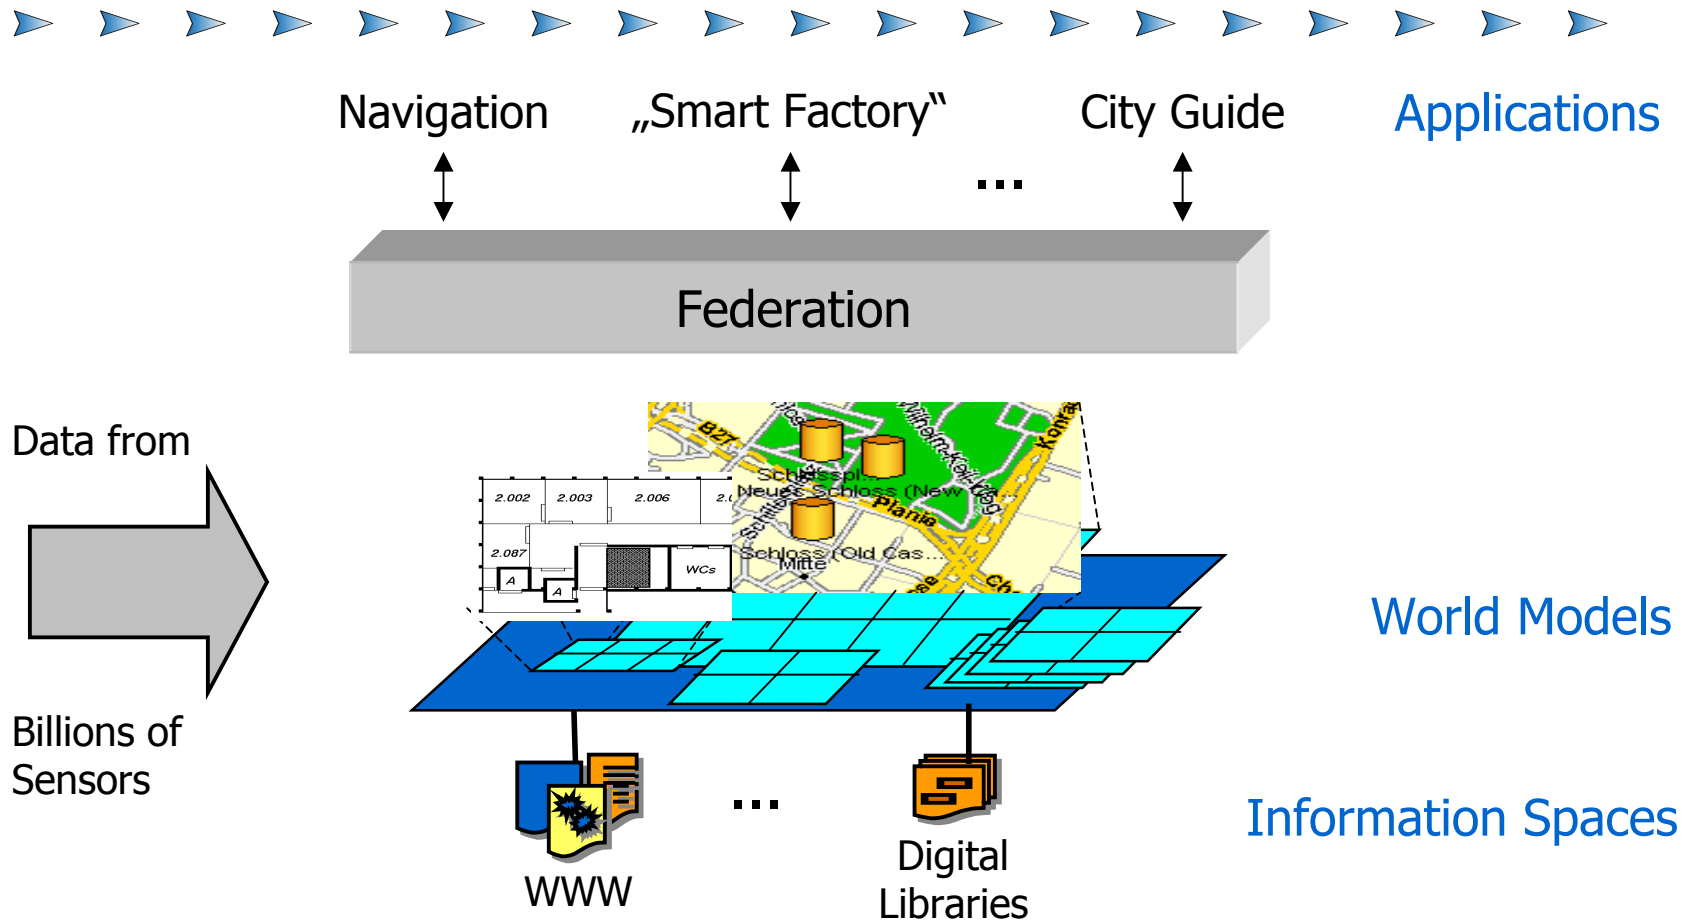 Navigation
„Smart Factory“
City Guide
Applications
...
Federation
Data from
B27
Planie
Neues Schloss (New
Schloss (Old Cas...
Mitte
2.002
2.003
2.006
2.087
A
A
WCs
World Models
Billions of
Sensors
...
Information Spaces
WWW
Digital
Libraries